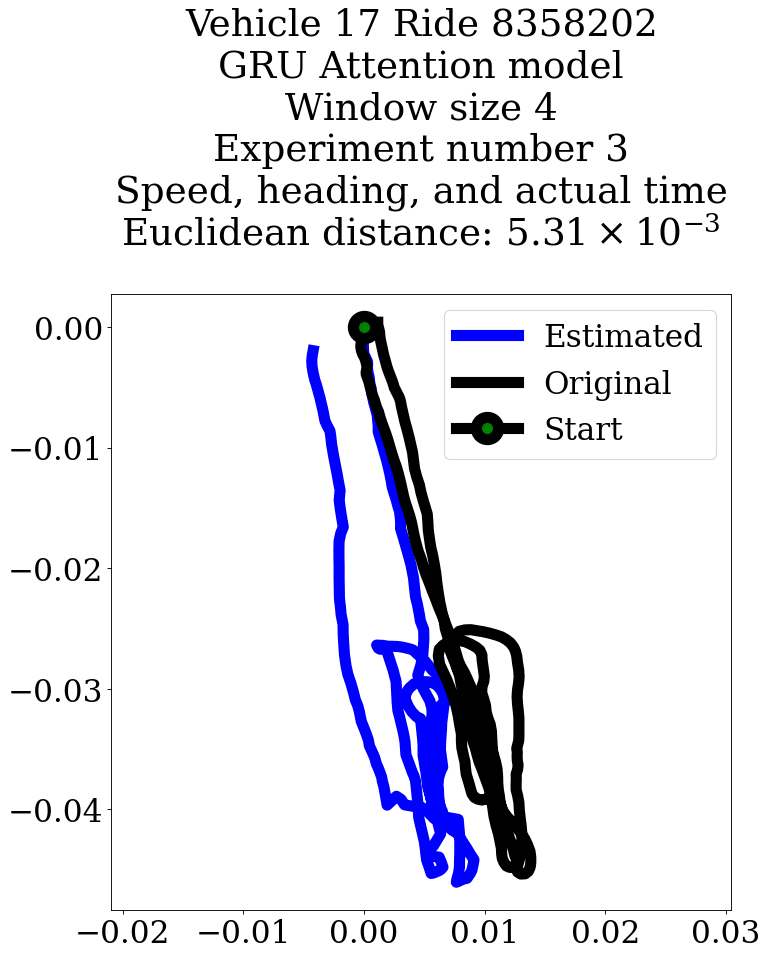 Vehicle 17 Ride 8358202
GRU Attention model
Window size 4
Experiment number 3
Speed, heading, and actual time
Euclidean distance: 5.31 × 10⁻³
Estimated
Original
Start
0.00
−0.01
−0.02
−0.03
−0.04
−0.02 −0.01 0.00 0.01 0.02 0.03